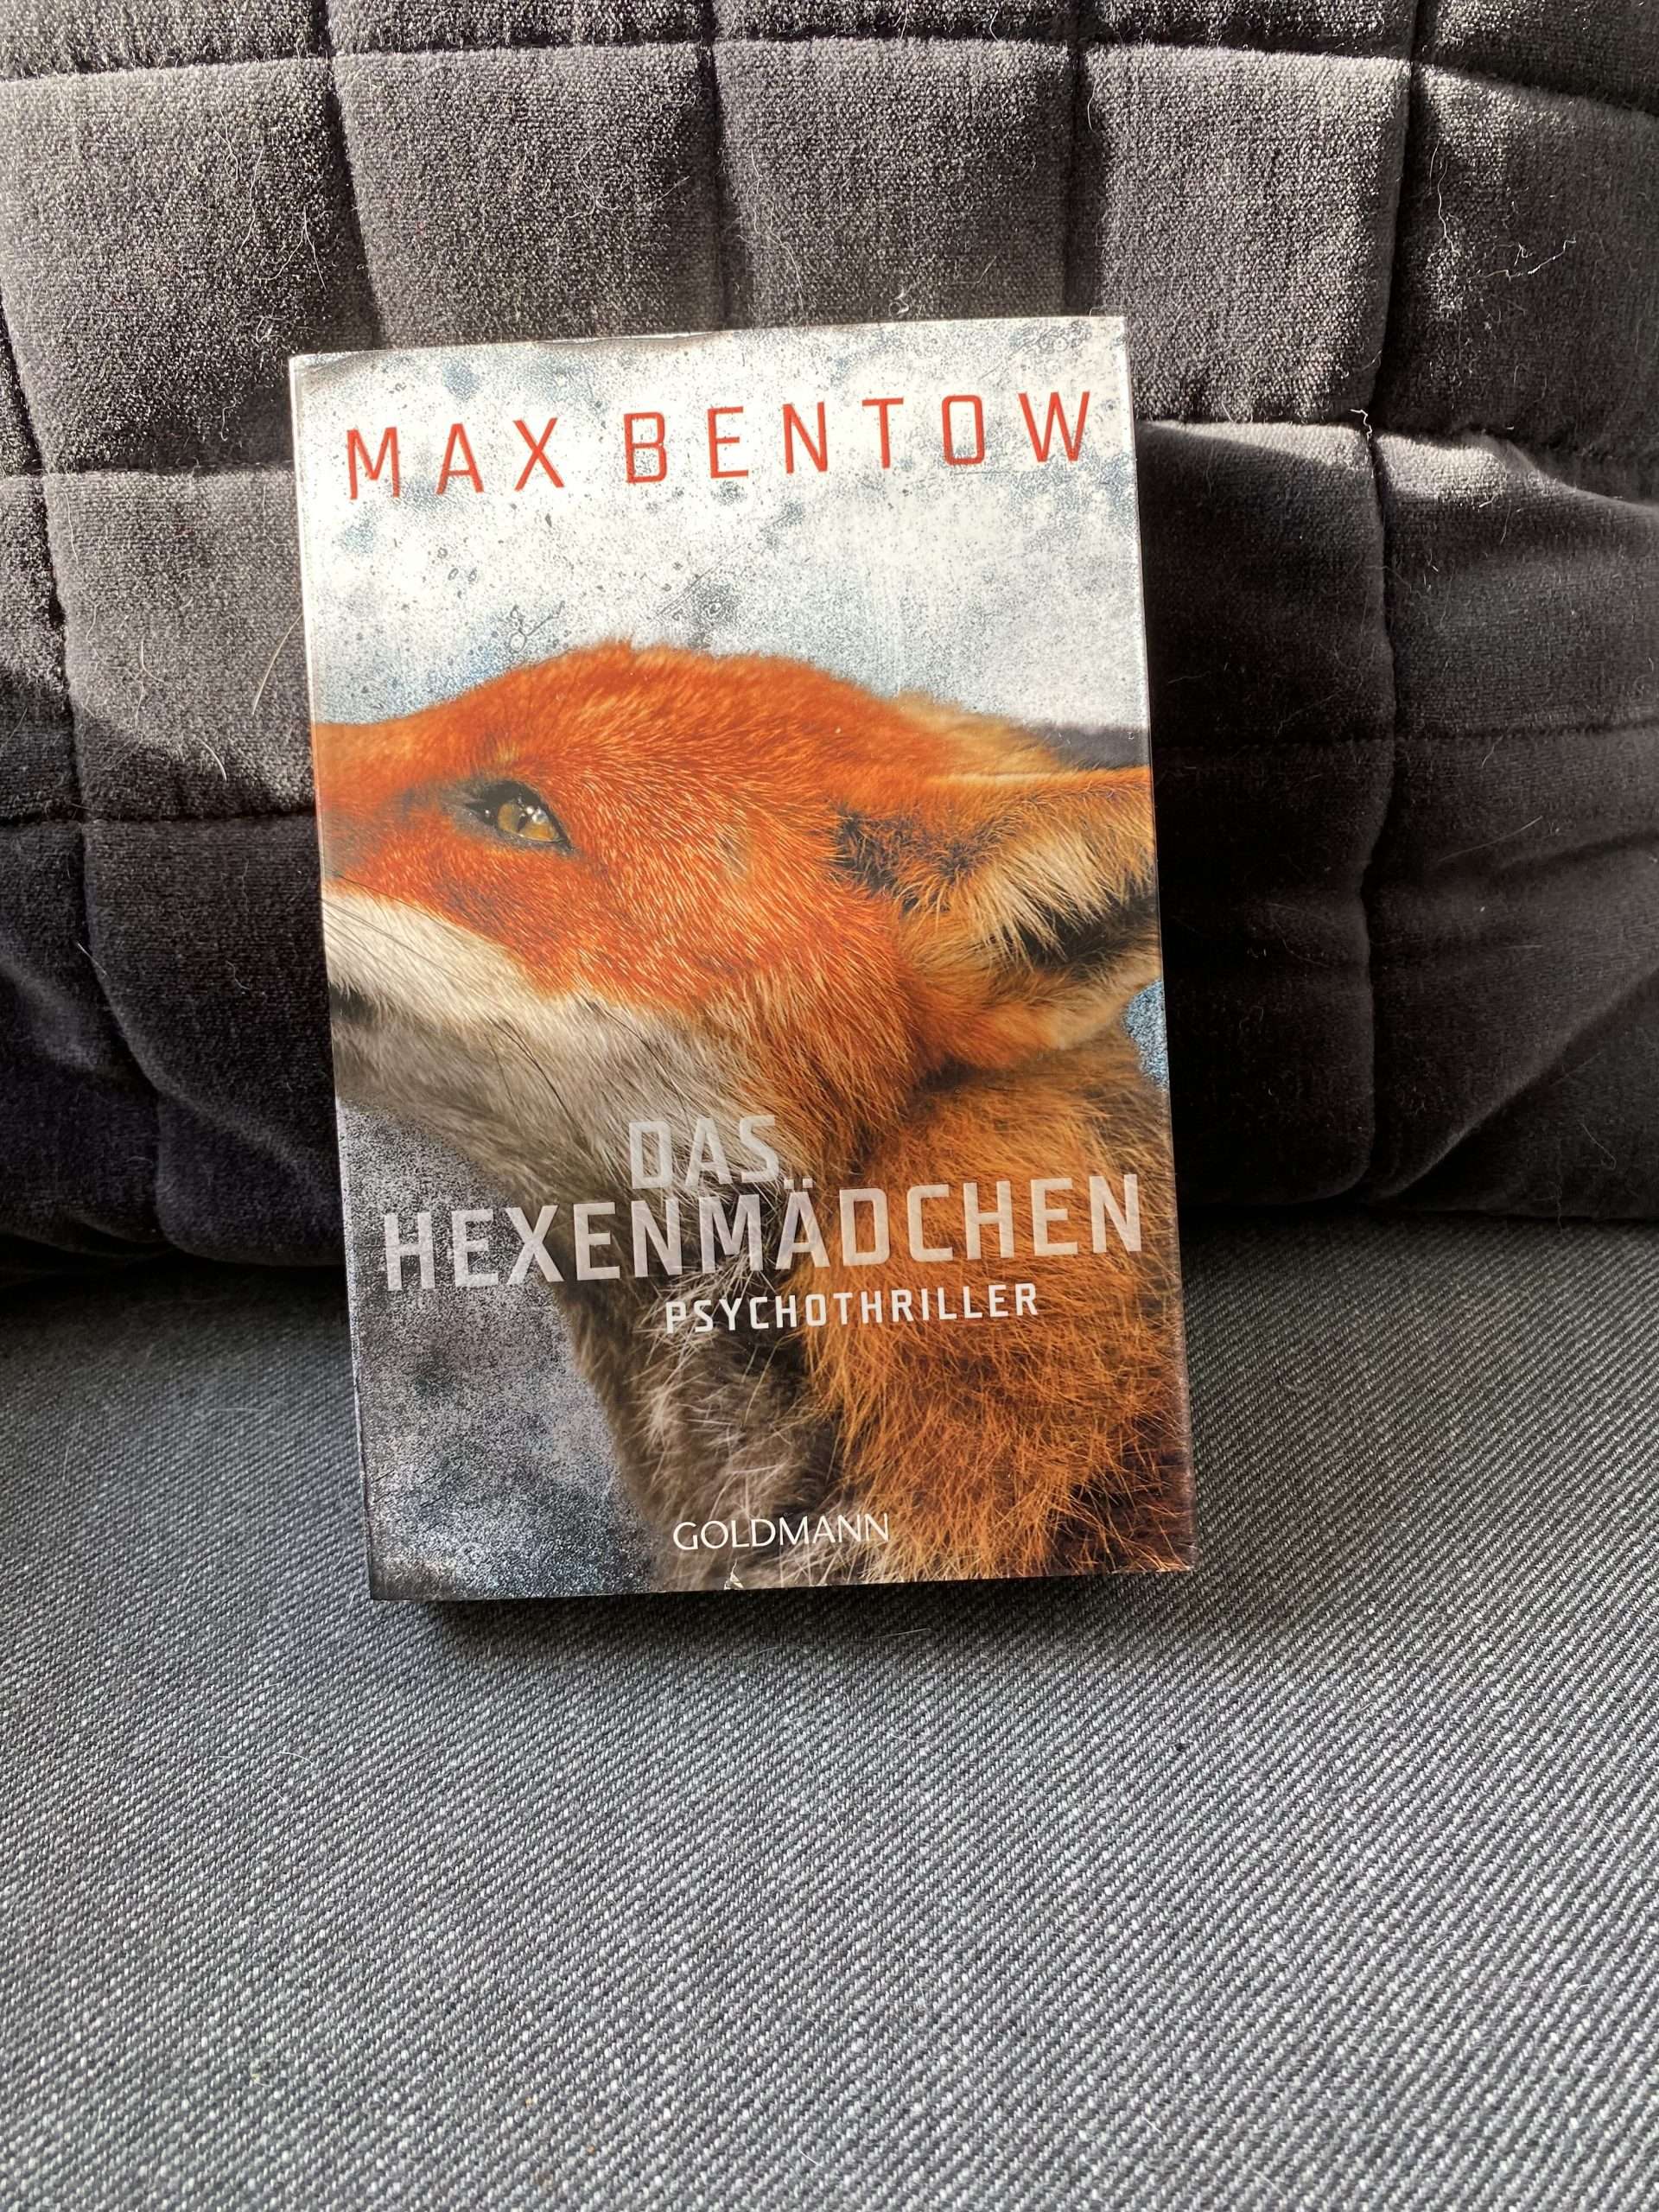 MAX BENTOW
DAS
HEXENMÄDCHEN
PSYCHOTHRILLER
GOLDMANN